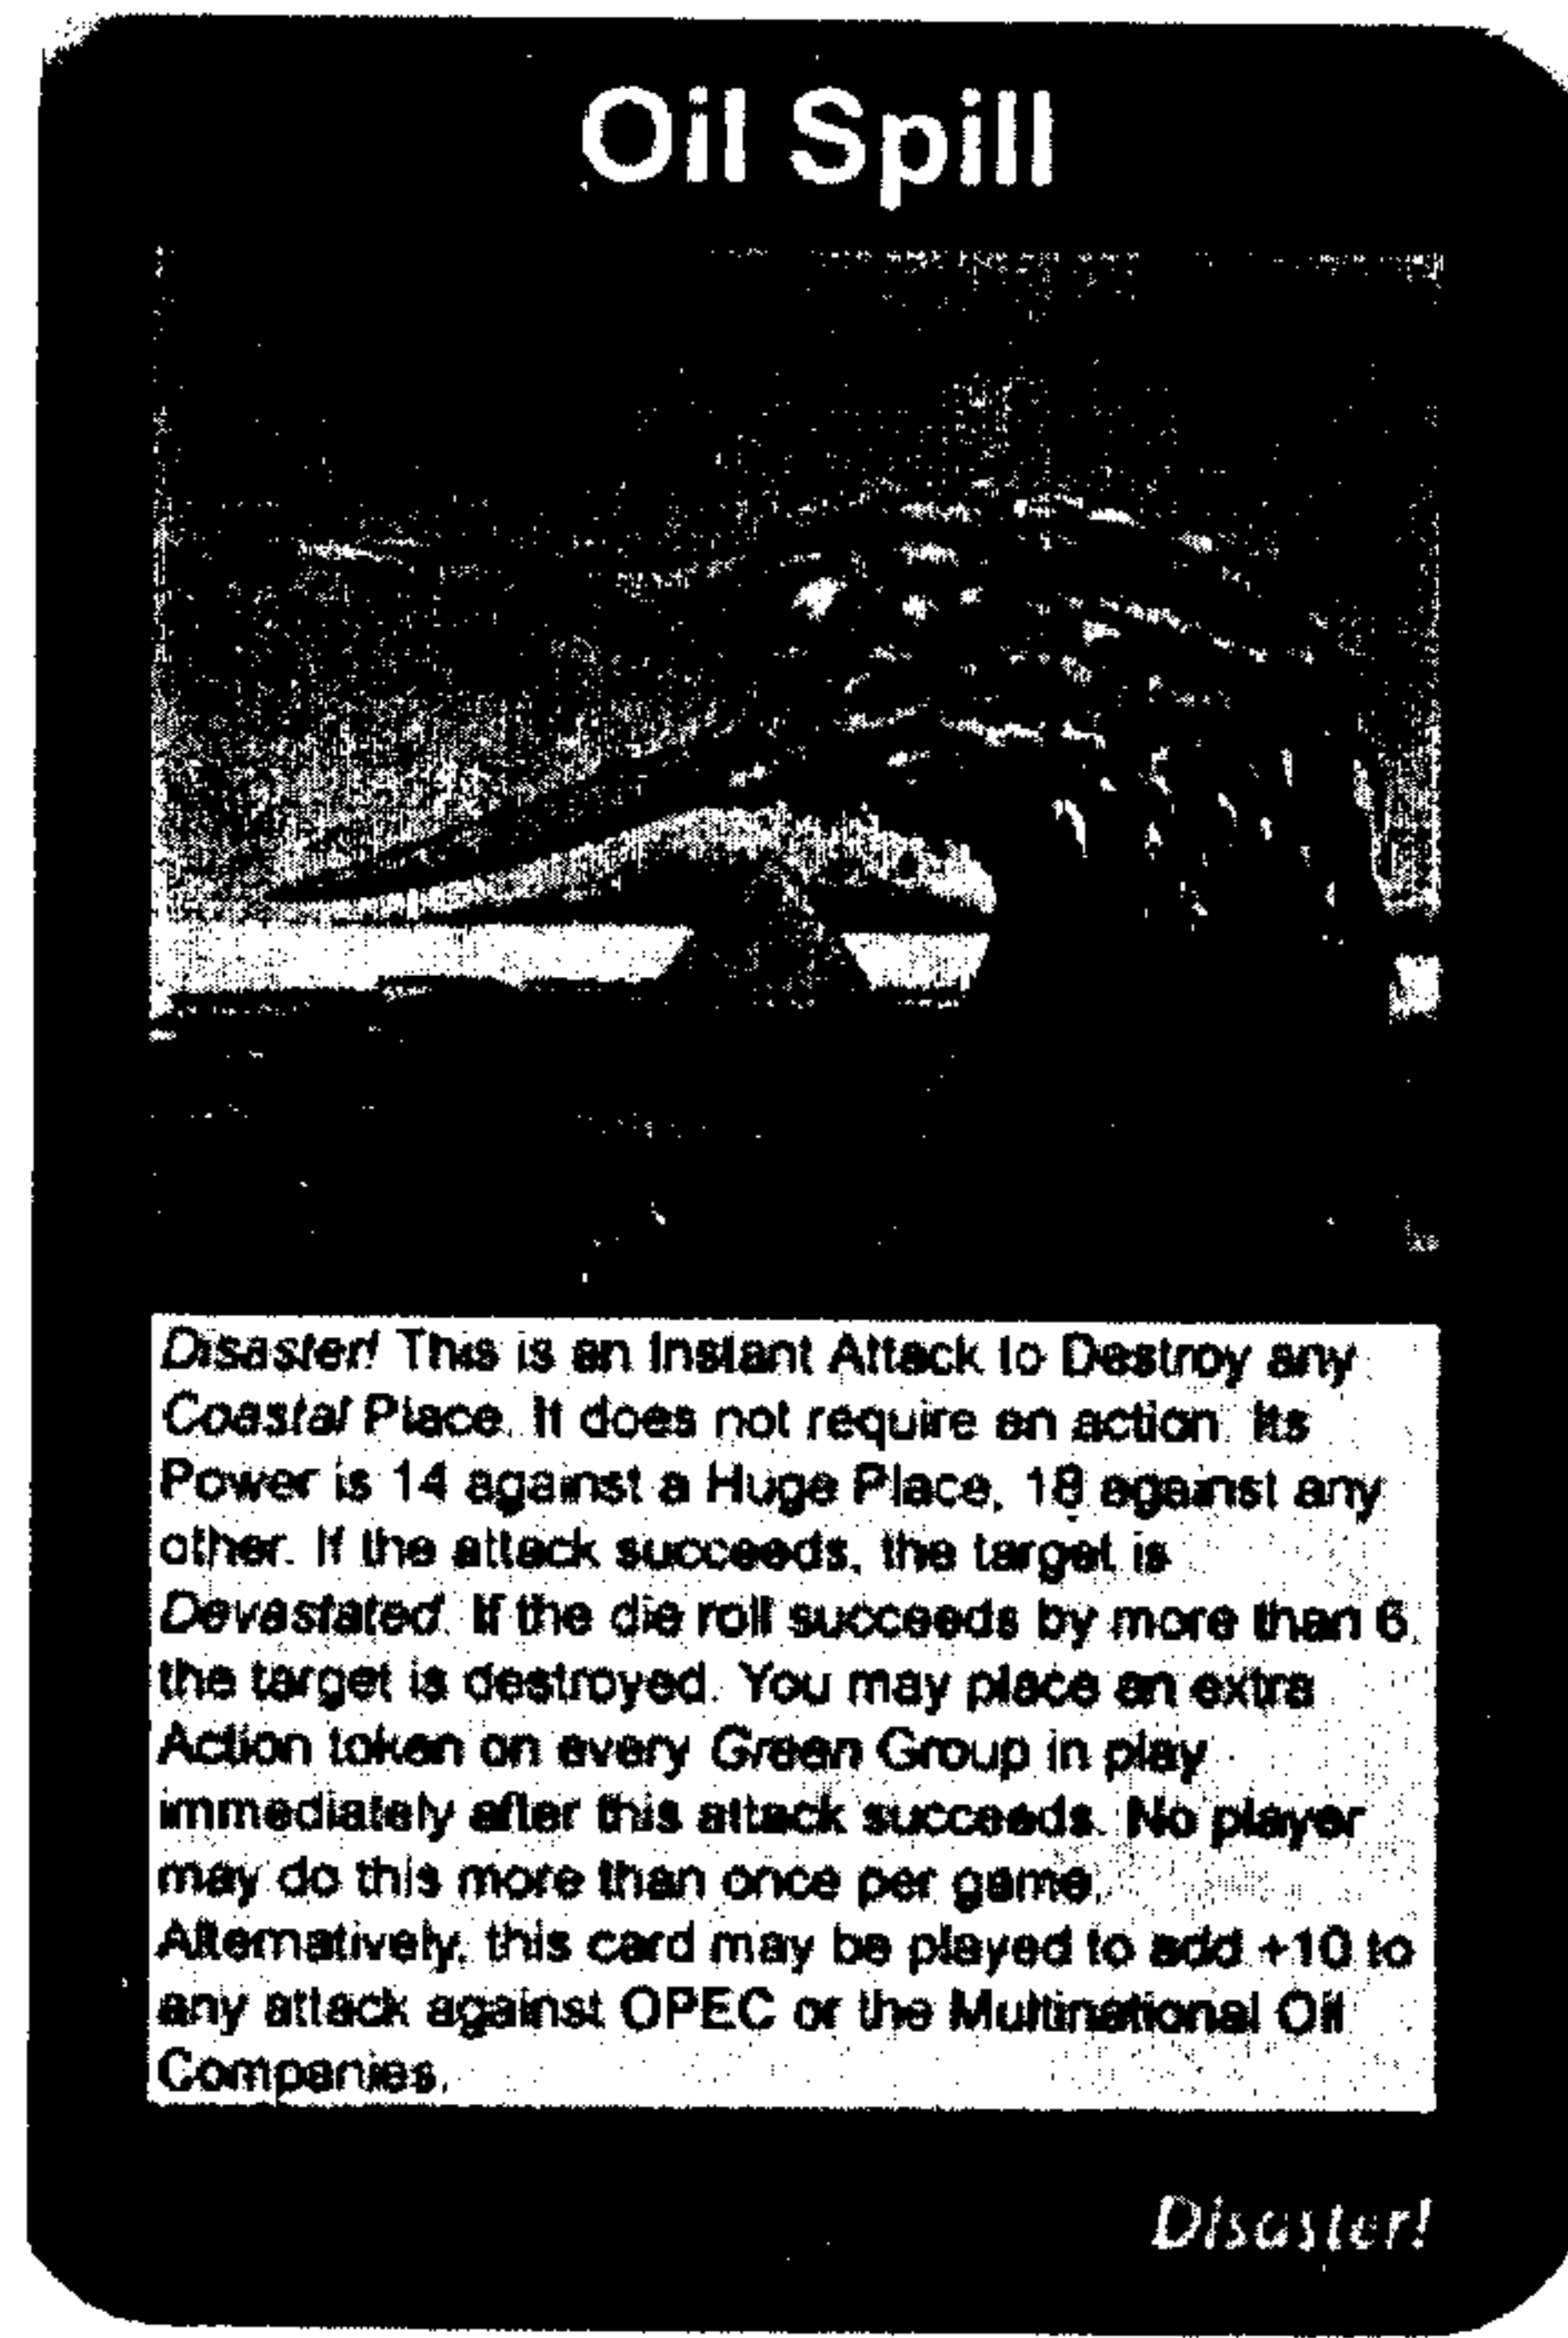 Oil Spill
Disaster! This is an Instant Attack to Destroy any
Coastal Place. It does not require an action. Its
Power is 14 against a Huge Place, 18 against any
other. If the attack succeeds, the target is
Devastated. If the die roll succeeds by more than 6,
the target is destroyed. You may place an extra
Action token on every Green Group in play
immediately after this attack succeeds. No player
may do this more than once per game.
Alternatively, this card may be played to add +10 to
any attack against OPEC or the Multinational Oil
Companies.
Disaster!